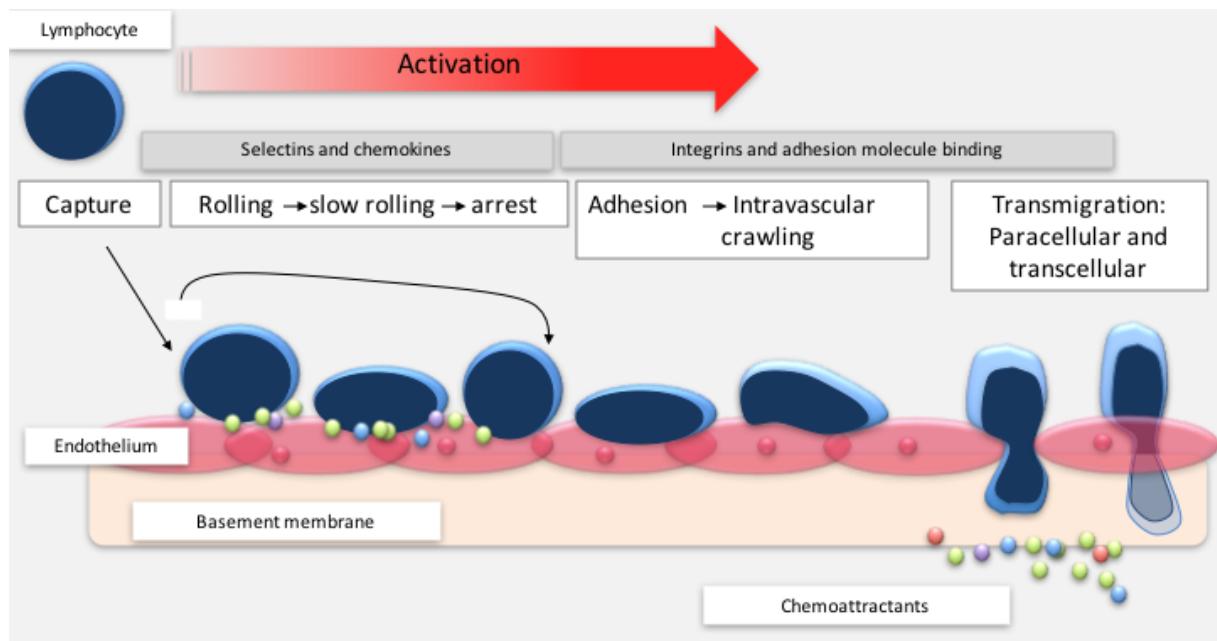 Lymphocyte
Activation
Selectins and chemokines
Integrins and adhesion molecule binding
Capture
Rolling →slow rolling → arrest
Adhesion → Intravascular
crawling
Transmigration:
Paracellular and
transcellular
Endothelium
Basement membrane
Chemoattractants